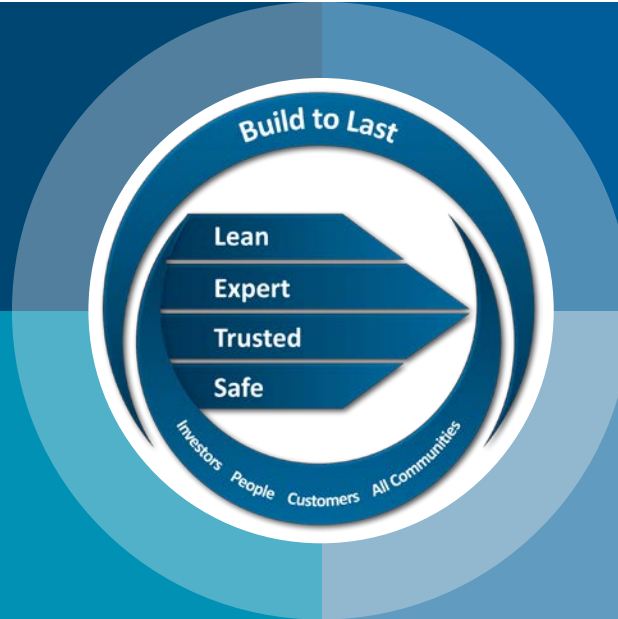 Build to Last
Lean
Expert
Trusted
Safe
Investors People Customers All Communities